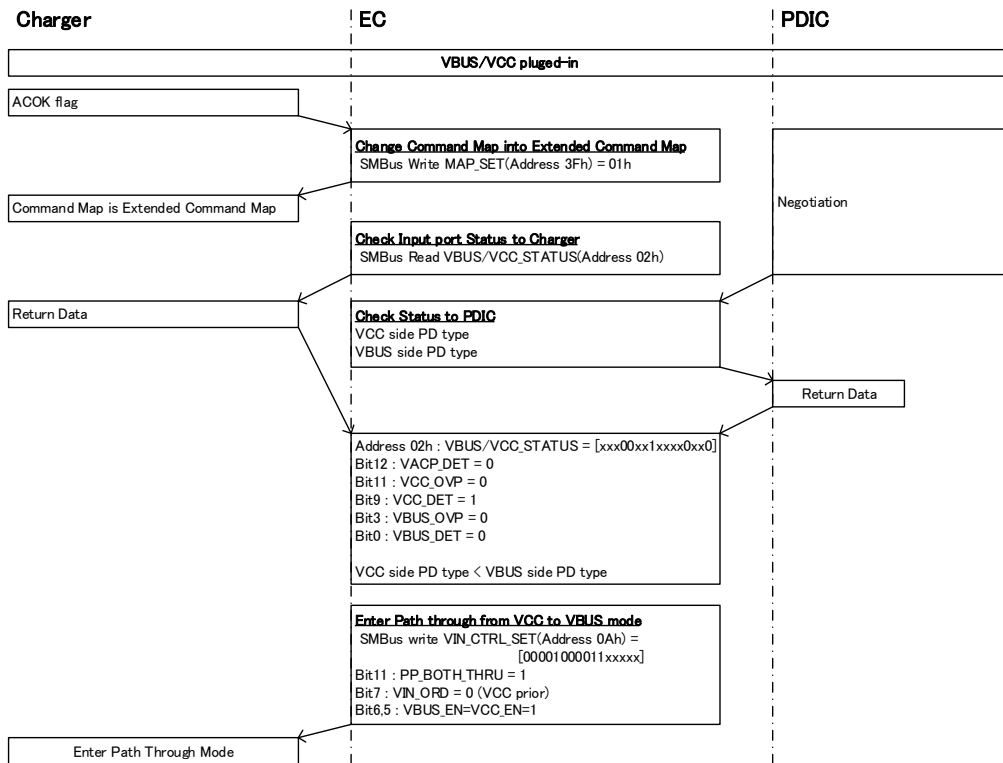 Charger
EC
PDIC
VBUS/VCC pluged-in
ACOK flag
Change Command Map into Extended Command Map
SMBus Write MAP_SET(Address 3Fh) = 01h
Command Map is Extended Command Map
Negotiation
Check Input port Status to Charger
SMBus Read VBUS/VCC_STATUS(Address 02h)
Return Data
Check Status to PDIC
VCC side PD type
VBUS side PD type
Return Data
Address 02h : VBUS/VCC_STATUS = [xxx00xx1xxxx0xx0]
Bit12 : VACP_DET = 0
Bit11 : VCC_OVP = 0
Bit9 : VCC_DET = 1
Bit3 : VBUS_OVP = 0
Bit0 : VBUS_DET = 0
VCC side PD type < VBUS side PD type
Enter Path through from VCC to VBUS mode
SMBus write VIN_CTRL_SET(Address 0Ah) =
[00001000011xxxxx]
Bit11 : PP_BOTH_THRU = 1
Bit7 : VIN_ORD = 0 (VCC prior)
Bit6,5 : VBUS_EN=VCC_EN=1
Enter Path Through Mode